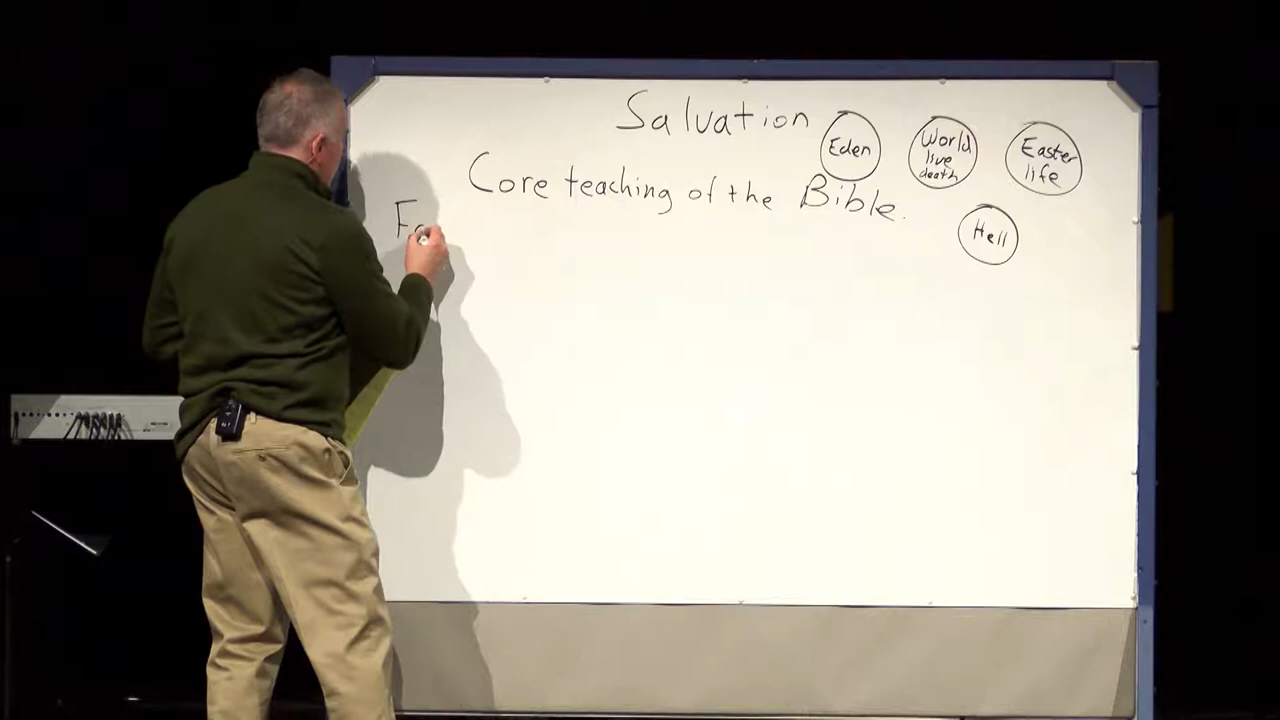 Salvation
Eden
World
live
death
Easter
life
Core teaching of the Bible.
Hell
F